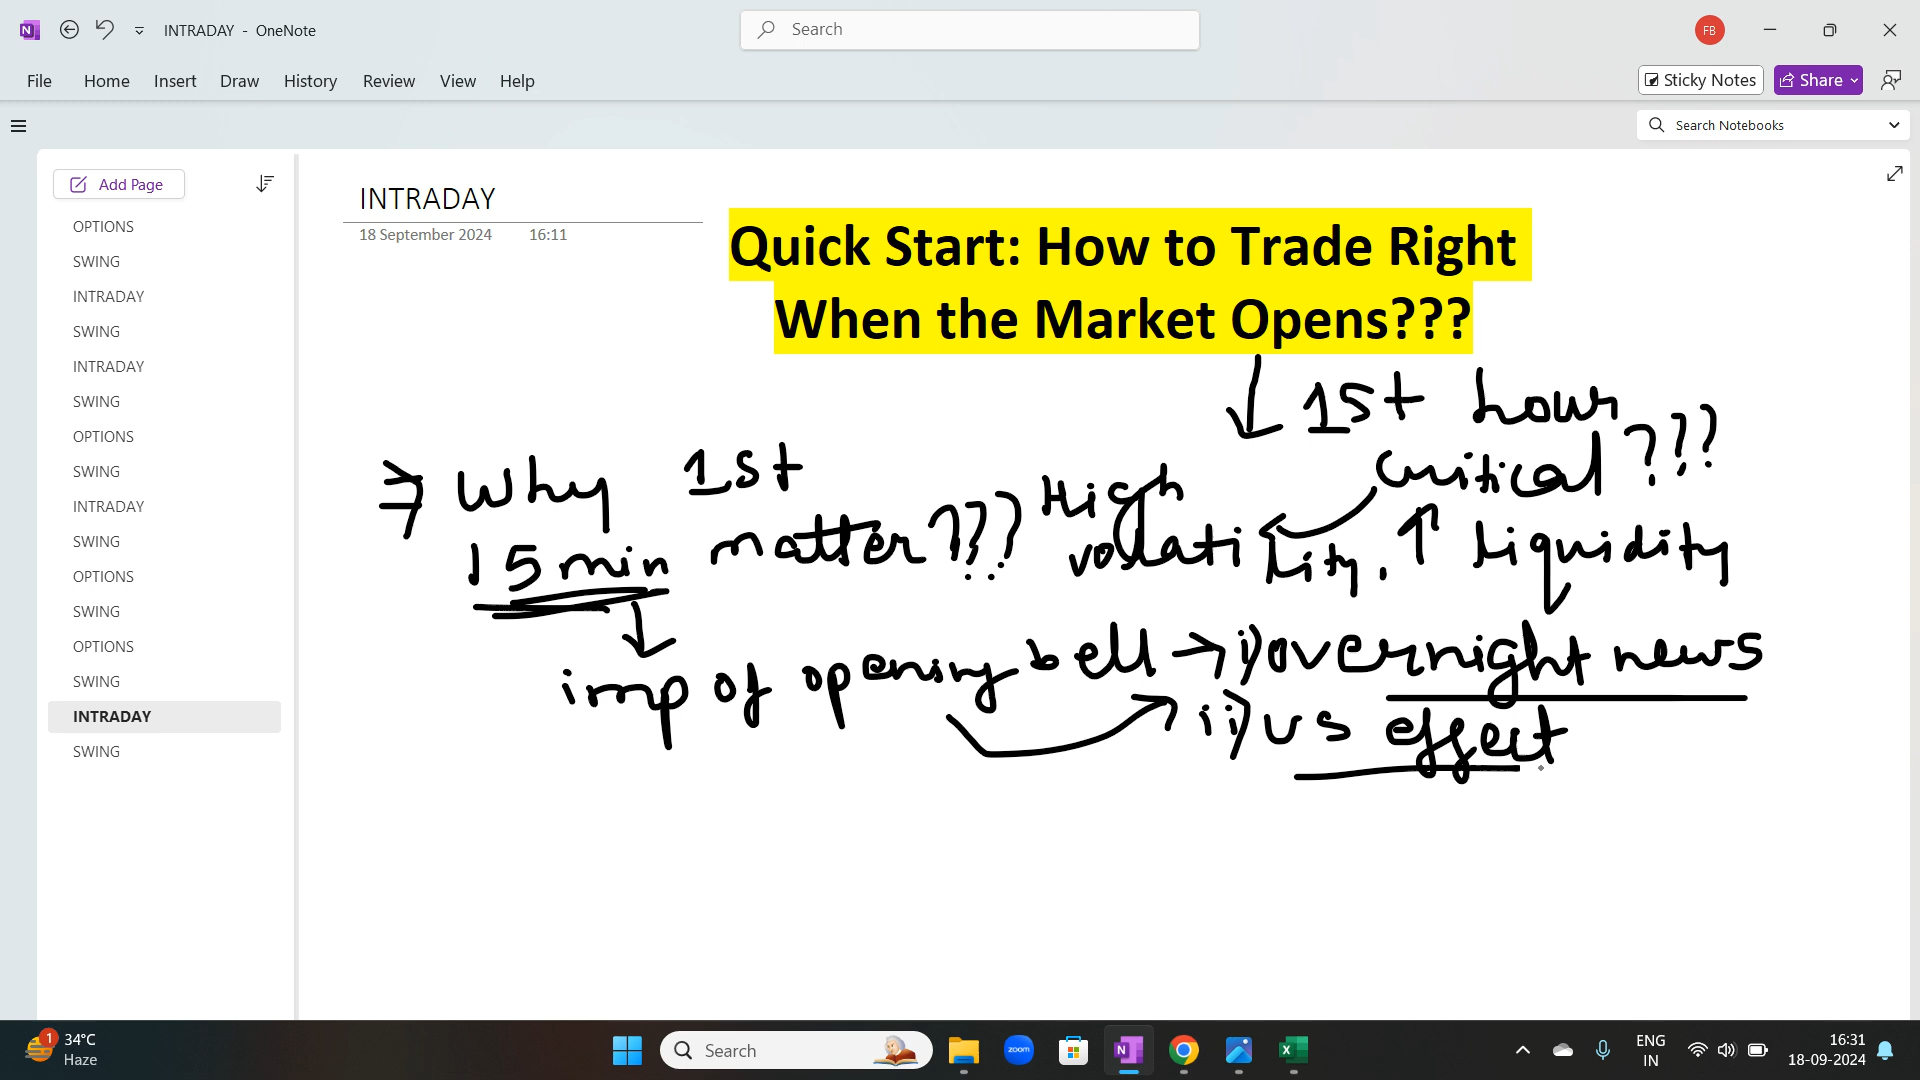 INTRADAY - OneNote
Search
FB
File Home Insert Draw History Review View Help
Sticky Notes
Share
Search Notebooks
Add Page
OPTIONS
SWING
INTRADAY
SWING
INTRADAY
SWING
OPTIONS
SWING
INTRADAY
SWING
OPTIONS
SWING
OPTIONS
SWING
INTRADAY
SWING
INTRADAY
18 September 2024 16:11
Quick Start: How to Trade Right
When the Market Opens???
1st hour
critical???
⇒ Why 1st
15 min matter???
High
volatility, ↑ liquidity
imp of opening bell → i) overnight news
ii) US effect
1
34°C
Haze
Search
zoom
ENG
IN
16:31
18-09-2024